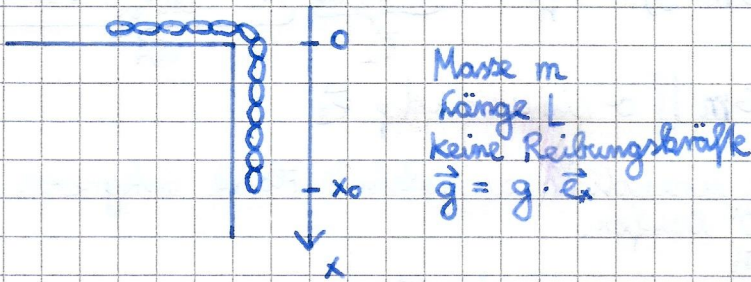 0
x₀
x
Masse m
Länge L
keine Reibungskräfte
g⃗ = g · e⃗ₓ